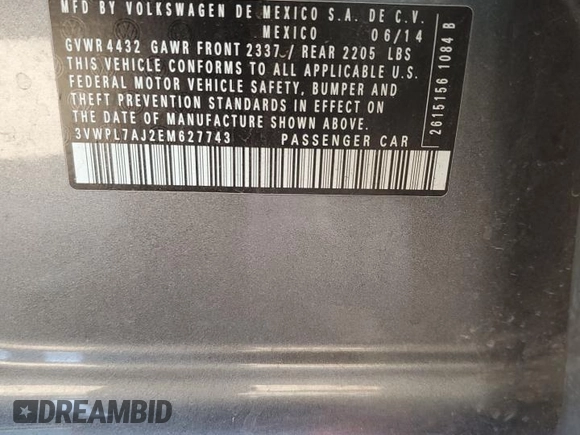 MFD BY VOLKSWAGEN DE MEXICO S.A. DE C.V.
MEXICO 06/14
GVWR 4432 GAWR FRONT 2337 / REAR 2205 LBS
THIS VEHICLE CONFORMS TO ALL APPLICABLE U.S.
FEDERAL MOTOR VEHICLE SAFETY, BUMPER AND
THEFT PREVENTION STANDARDS IN EFFECT ON
THE DATE OF MANUFACTURE SHOWN ABOVE.
3VWPL7AJ2EM627743 PASSENGER CAR
2615156 1084 B
DREAMBID